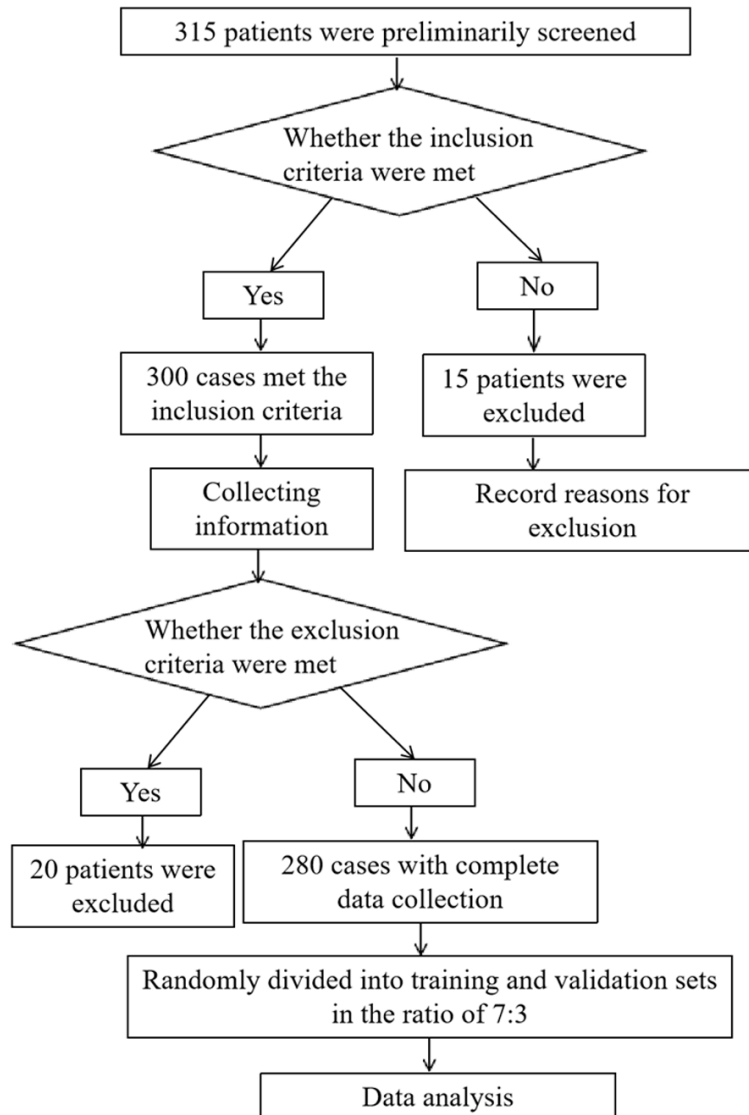 315 patients were preliminarily screened
Whether the inclusion
criteria were met
Yes
No
300 cases met the
inclusion criteria
15 patients were
excluded
Collecting
information
Record reasons for
exclusion
Whether the exclusion
criteria were met
Yes
No
20 patients were
excluded
280 cases with complete
data collection
Randomly divided into training and validation sets
in the ratio of 7:3
Data analysis